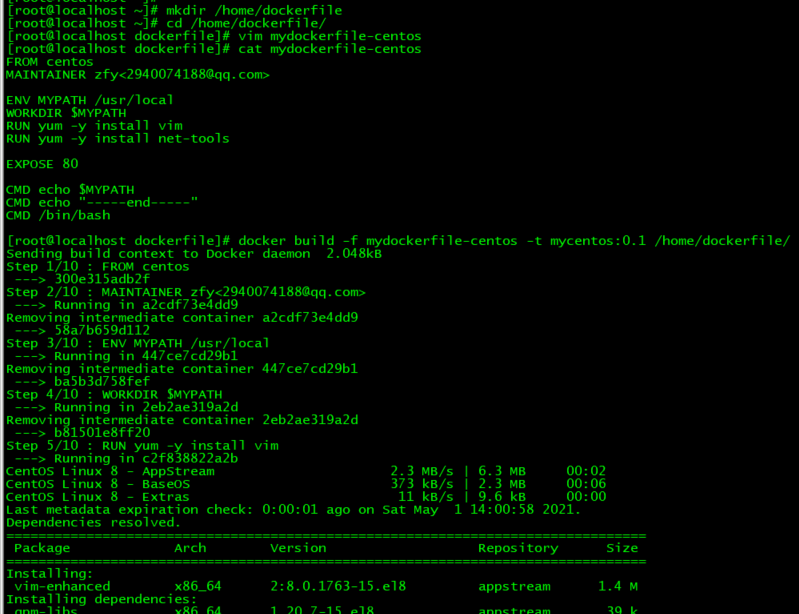 [root@localhost ~]# mkdir /home/dockerfile
[root@localhost ~]# cd /home/dockerfile/
[root@localhost dockerfile]# vim mydockerfile-centos
[root@localhost dockerfile]# cat mydockerfile-centos
FROM centos
MAINTAINER zfy<2940074188@qq.com>
ENV MYPATH /usr/local
WORKDIR $MYPATH
RUN yum -y install vim
RUN yum -y install net-tools
EXPOSE 80
CMD echo $MYPATH
CMD echo "-----end-----"
CMD /bin/bash
[root@localhost dockerfile]# docker build -f mydockerfile-centos -t mycentos:0.1 /home/dockerfile/
Sending build context to Docker daemon  2.048kB
Step 1/10 : FROM centos
 ---> 300e315adb2f
Step 2/10 : MAINTAINER zfy<2940074188@qq.com>
 ---> Running in a2cdf73e4dd9
Removing intermediate container a2cdf73e4dd9
 ---> 58a7b659d112
Step 3/10 : ENV MYPATH /usr/local
 ---> Running in 447ce7cd29b1
Removing intermediate container 447ce7cd29b1
 ---> ba5b3d758fef
Step 4/10 : WORKDIR $MYPATH
 ---> Running in 2eb2ae319a2d
Removing intermediate container 2eb2ae319a2d
 ---> b81501e8ff20
Step 5/10 : RUN yum -y install vim
 ---> Running in c2f838822a2b
CentOS Linux 8 - AppStream 2.3 MB/s | 6.3 MB 00:02
CentOS Linux 8 - BaseOS 373 kB/s | 2.3 MB 00:06
CentOS Linux 8 - Extras 11 kB/s | 9.6 kB 00:00
Last metadata expiration check: 0:00:01 ago on Sat May  1 14:00:58 2021.
Dependencies resolved.
================================================================================
Package Arch Version Repository Size
================================================================================
Installing:
vim-enhanced x86_64 2:8.0.1763-15.el8 appstream 1.4 M
Installing dependencies:
gpm-libs x86_64 1.20.7-15.el8 appstream 39 k